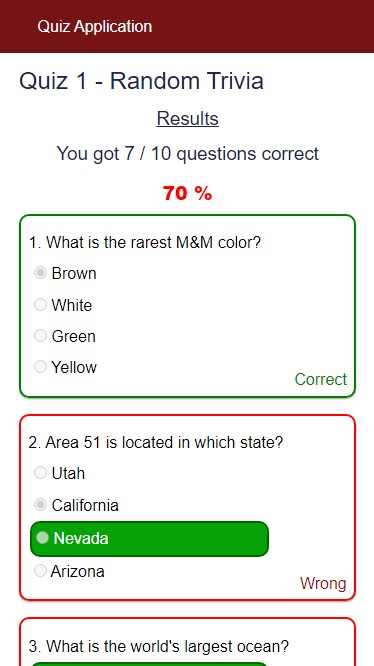 Quiz Application
Quiz 1 - Random Trivia
Results
You got 7 / 10 questions correct
70 %
1. What is the rarest M&M color?
Brown
White
Green
Yellow
Correct
2. Area 51 is located in which state?
Utah
California
Nevada
Arizona
Wrong
3. What is the world's largest ocean?